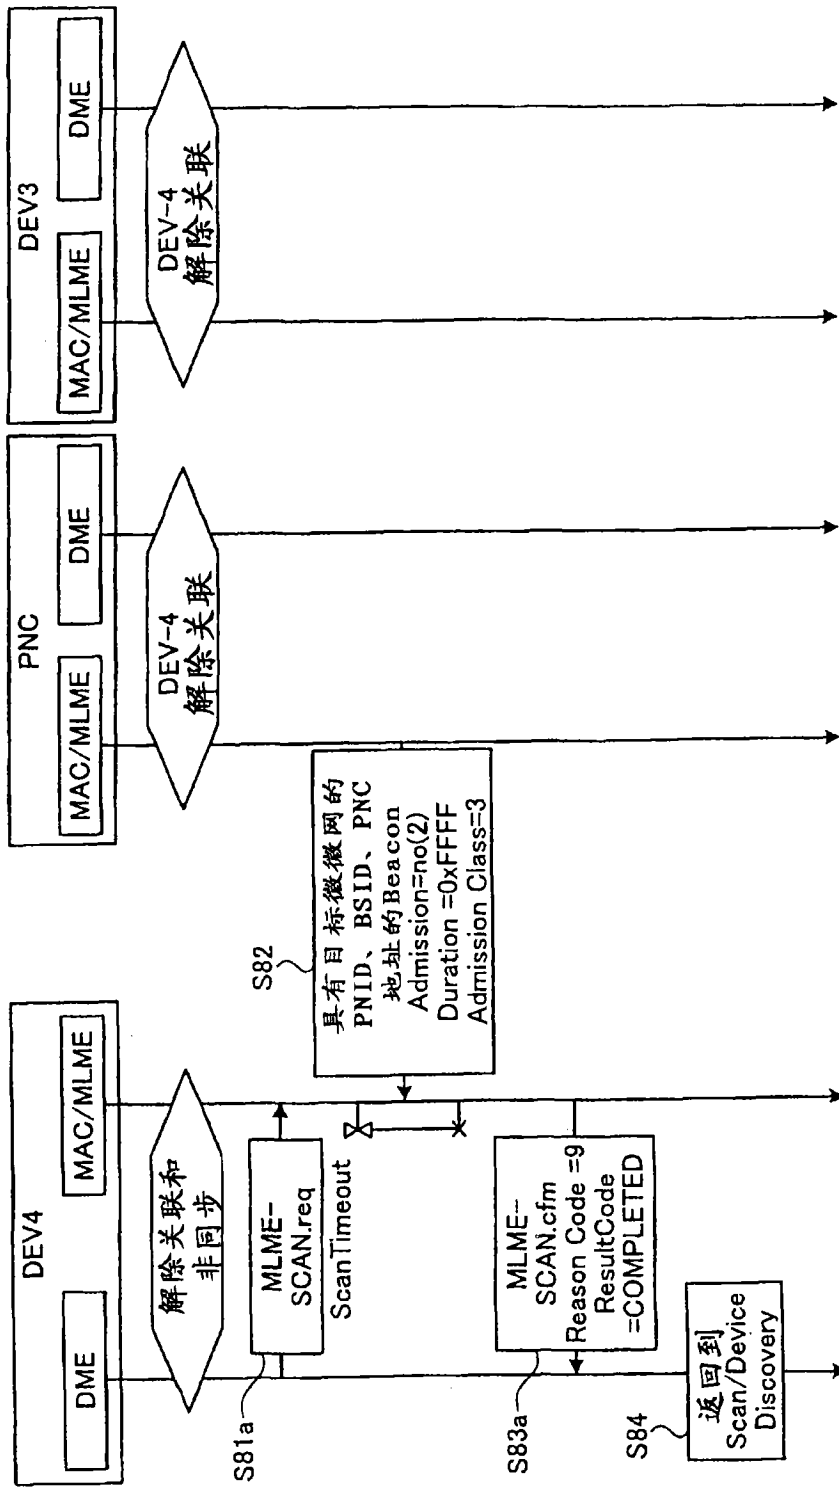 DEV4
DME
MAC/MLME
PNC
MAC/MLME
DME
DEV3
MAC/MLME
DME
解除关联和
非同步
DEV-4
解除关联
DEV-4
解除关联
S81a
MLME-
SCAN.req
ScanTimeout
S82
具有目标微微网的
PNID、BSID、PNC
地址的Beacon
Admission=no(2)
Duration =0xFFFF
Admission Class=3
S83a
MLME-
SCAN.cfm
Reason Code =9
ResultCode
=COMPLETED
S84
返回到
Scan/Device
Discovery